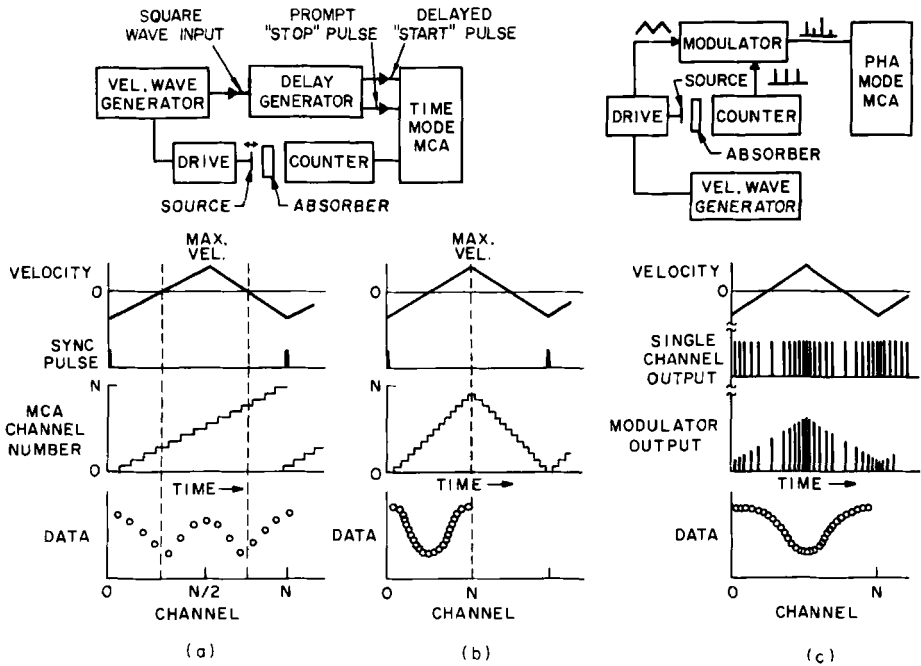 SQUARE
WAVE INPUT
PROMPT
"STOP" PULSE
DELAYED
"START" PULSE
VEL. WAVE
GENERATOR
DELAY
GENERATOR
TIME
MODE
MCA
DRIVE
COUNTER
SOURCE
ABSORBER
MODULATOR
PHA
MODE
MCA
SOURCE
DRIVE
COUNTER
ABSORBER
VEL. WAVE
GENERATOR
MAX.
VEL.
VELOCITY
0
SYNC
PULSE
N
MCA
CHANNEL
NUMBER
0
TIME
DATA
0
N/2
N
CHANNEL
(a)
MAX.
VEL.
0
N
0
DATA
0
N
CHANNEL
(b)
VELOCITY
0
SINGLE
CHANNEL
OUTPUT
MODULATOR
OUTPUT
TIME
DATA
0
N
CHANNEL
(c)